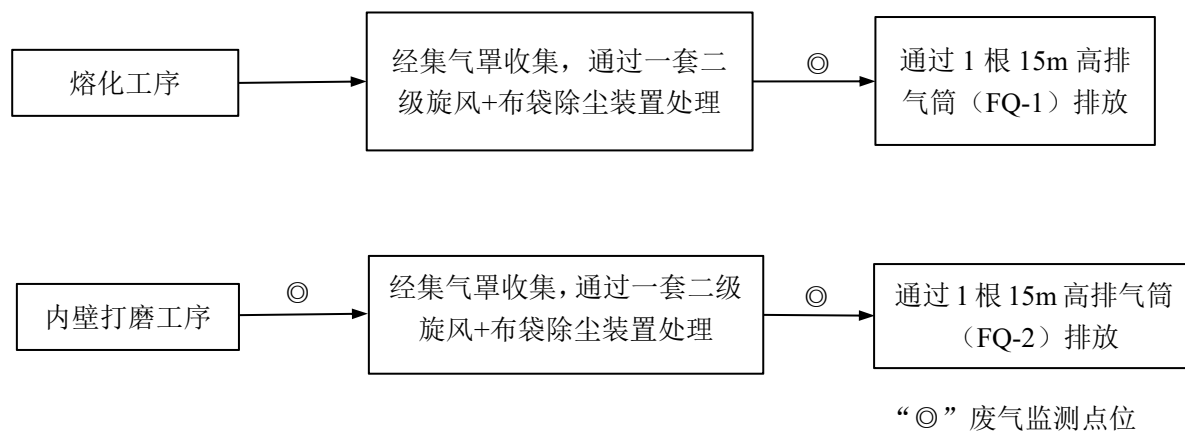 熔化工序
经集气罩收集，通过一套二
级旋风+布袋除尘装置处理
◎
通过 1 根 15m 高排
气筒（FQ-1）排放
内壁打磨工序
◎
经集气罩收集，通过一套二级
旋风+布袋除尘装置处理
◎
通过 1 根 15m 高排气筒
（FQ-2）排放
“◎”废气监测点位